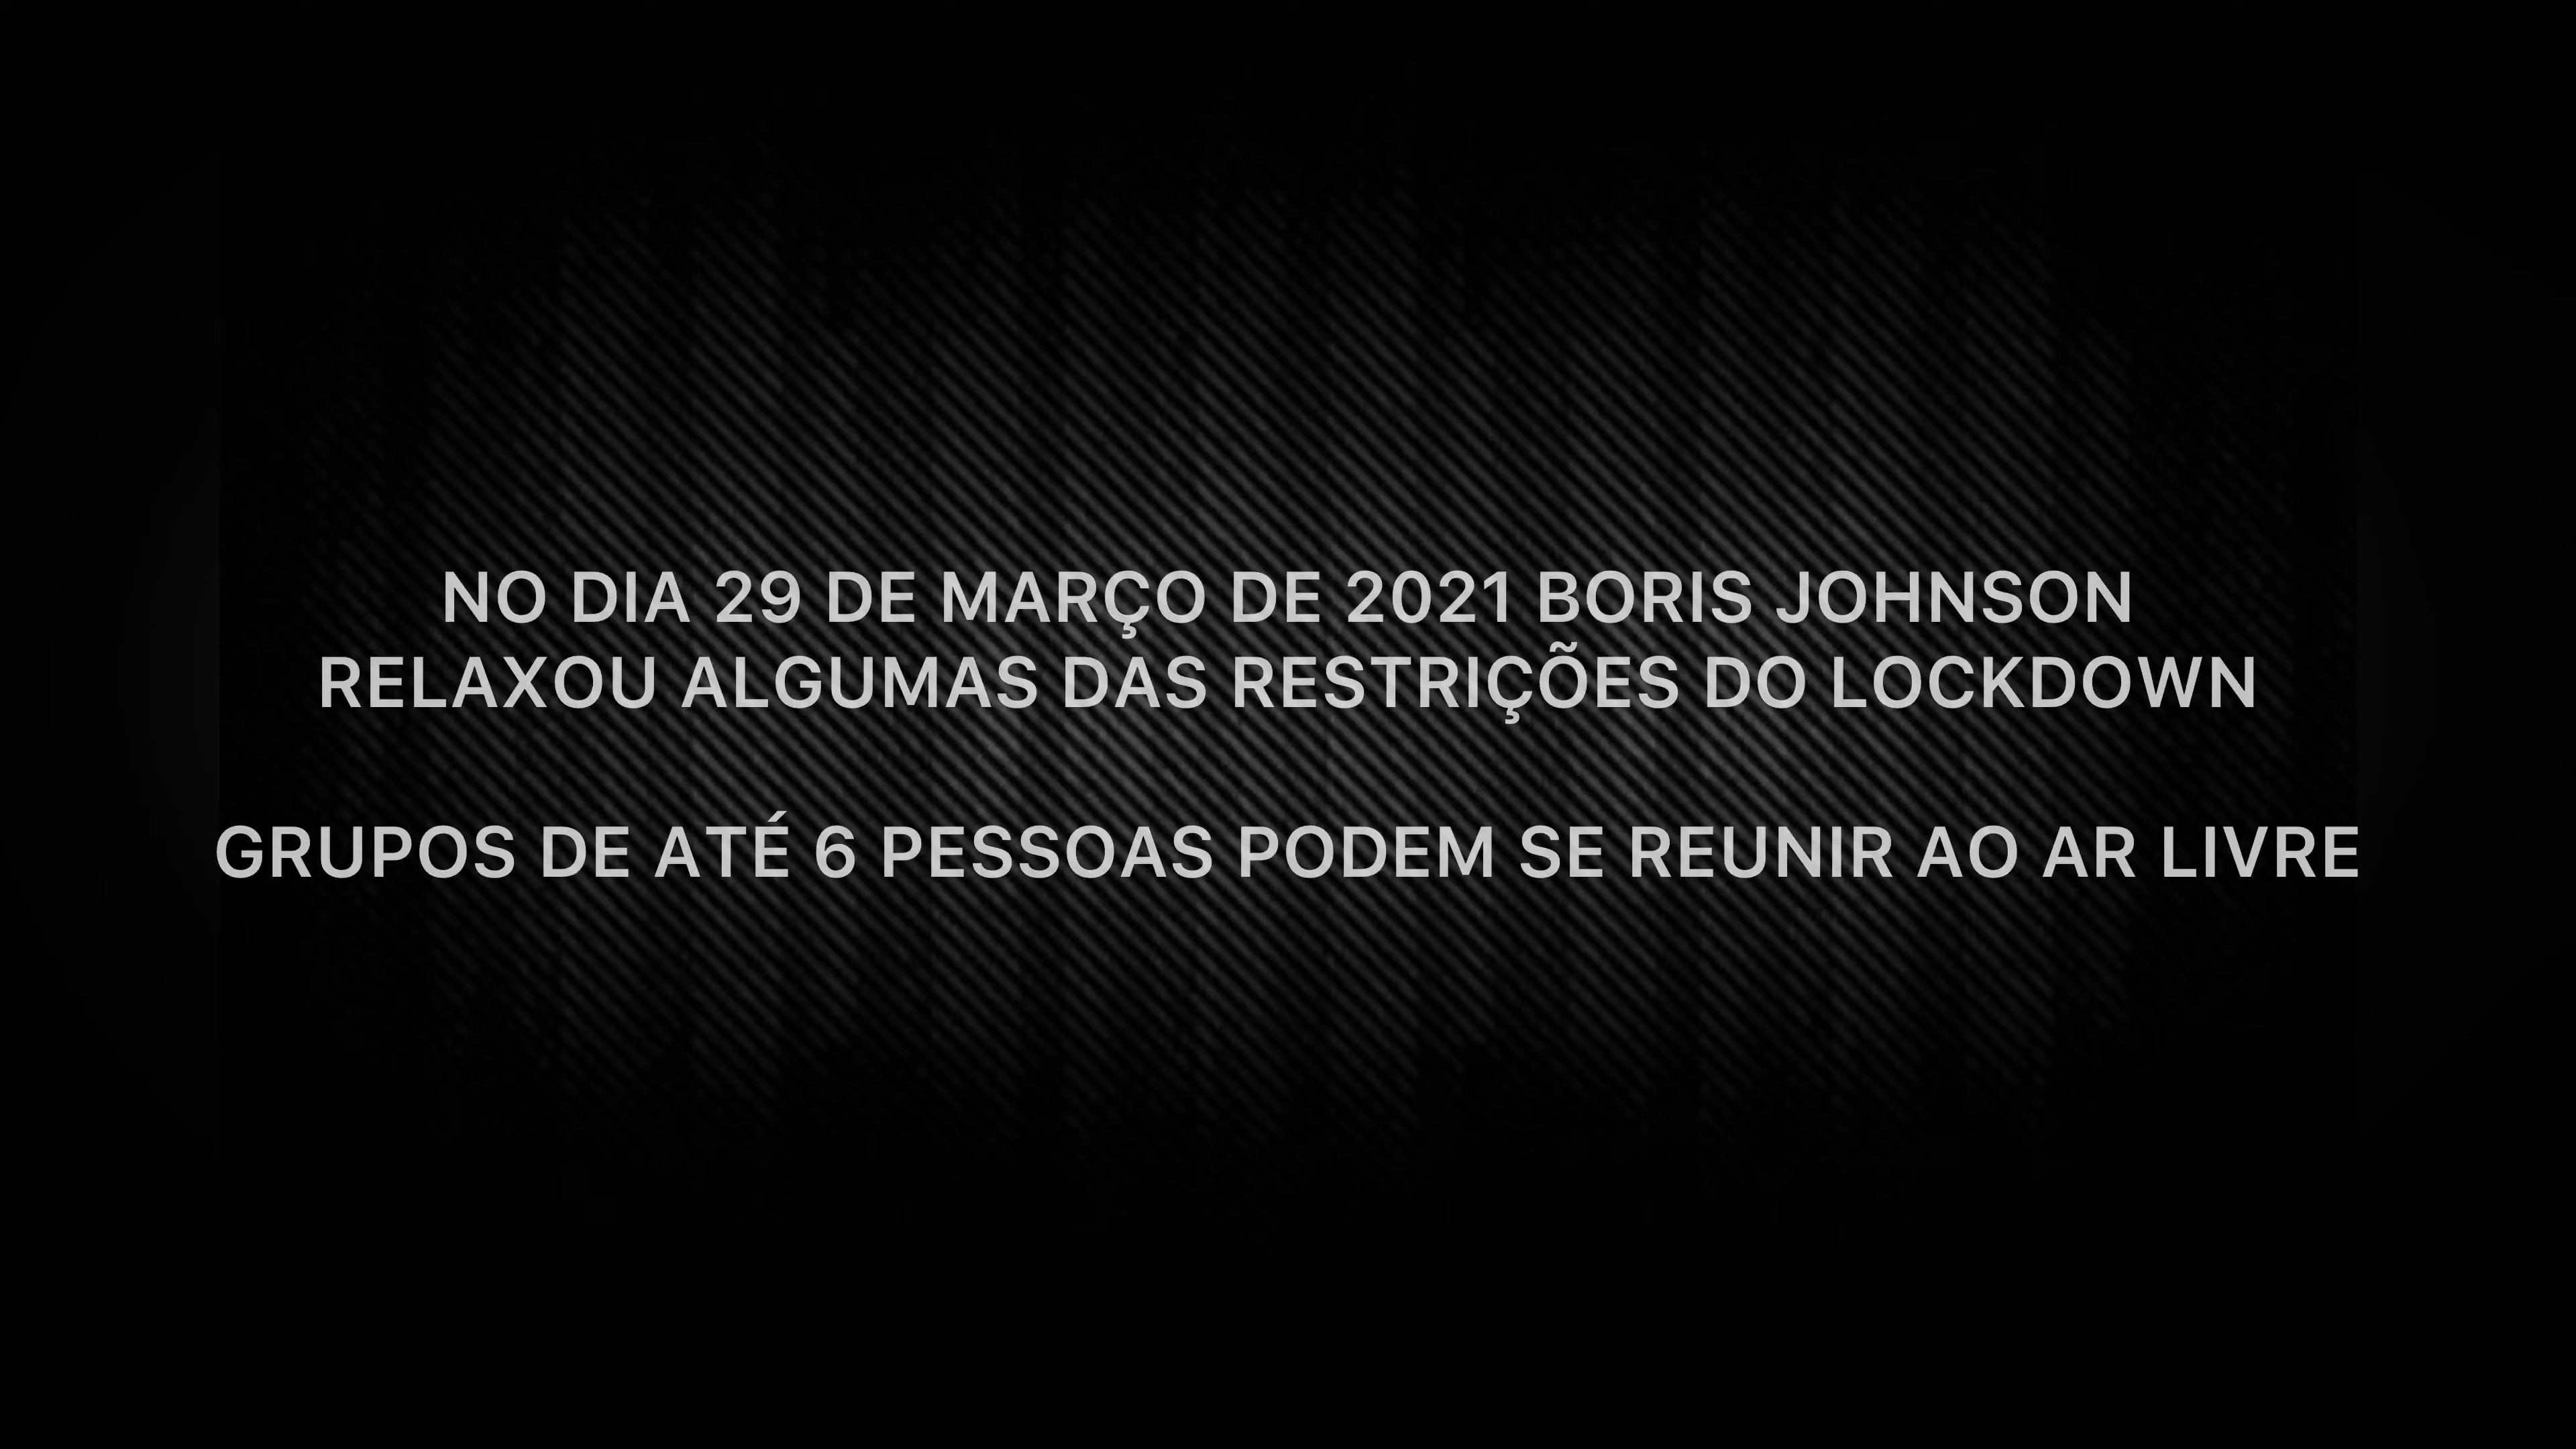 NO DIA 29 DE MARÇO DE 2021 BORIS JOHNSON
RELAXOU ALGUMAS DAS RESTRIÇÕES DO LOCKDOWN
GRUPOS DE ATÉ 6 PESSOAS PODEM SE REUNIR AO AR LIVRE